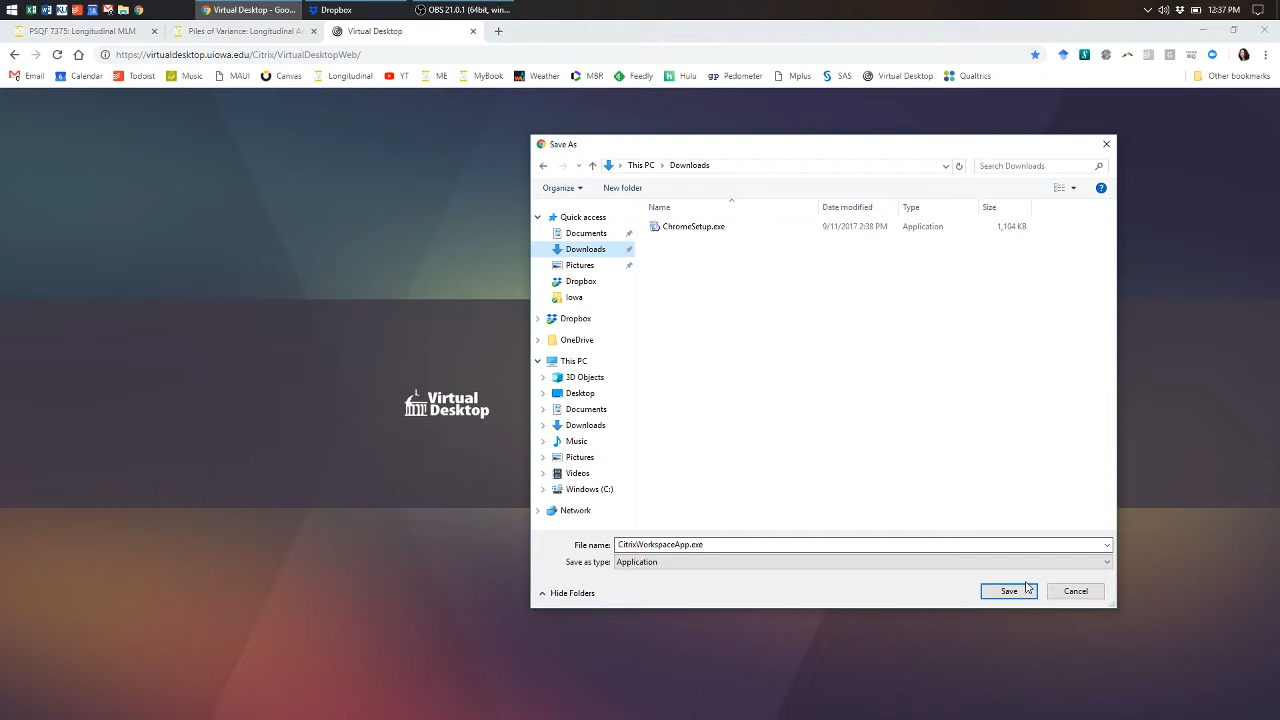 Virtual Desktop - Goo...
Dropbox
OBS 21.0.1 (64bit, win...
12:37 PM
PSQF 7375: Longitudinal MLM
Piles of Variance: Longitudinal Ar
Virtual Desktop
https://virtualdesktop.uiowa.edu/Citrix/VirtualDesktopWeb/
Email
Calendar
Todoist
Music
MAUI
Canvas
Longitudinal
YT
ME
MyBook
Weather
MBR
Feedly
Hulu
gp Pedometer
Mplus
SAS
Virtual Desktop
Qualtrics
Other bookmarks
Save As
This PC > Downloads
Search Downloads
Organize
New folder
Name
Date modified
Type
Size
ChromeSetup.exe
9/11/2017 2:38 PM
Application
1,104 KB
Quick access
Documents
Downloads
Pictures
Dropbox
Iowa
Dropbox
OneDrive
This PC
3D Objects
Desktop
Documents
Downloads
Music
Pictures
Videos
Windows (C:)
Network
Virtual
Desktop
File name: CitrixWorkspaceApp.exe
Save as type: Application
Hide Folders
Save
Cancel